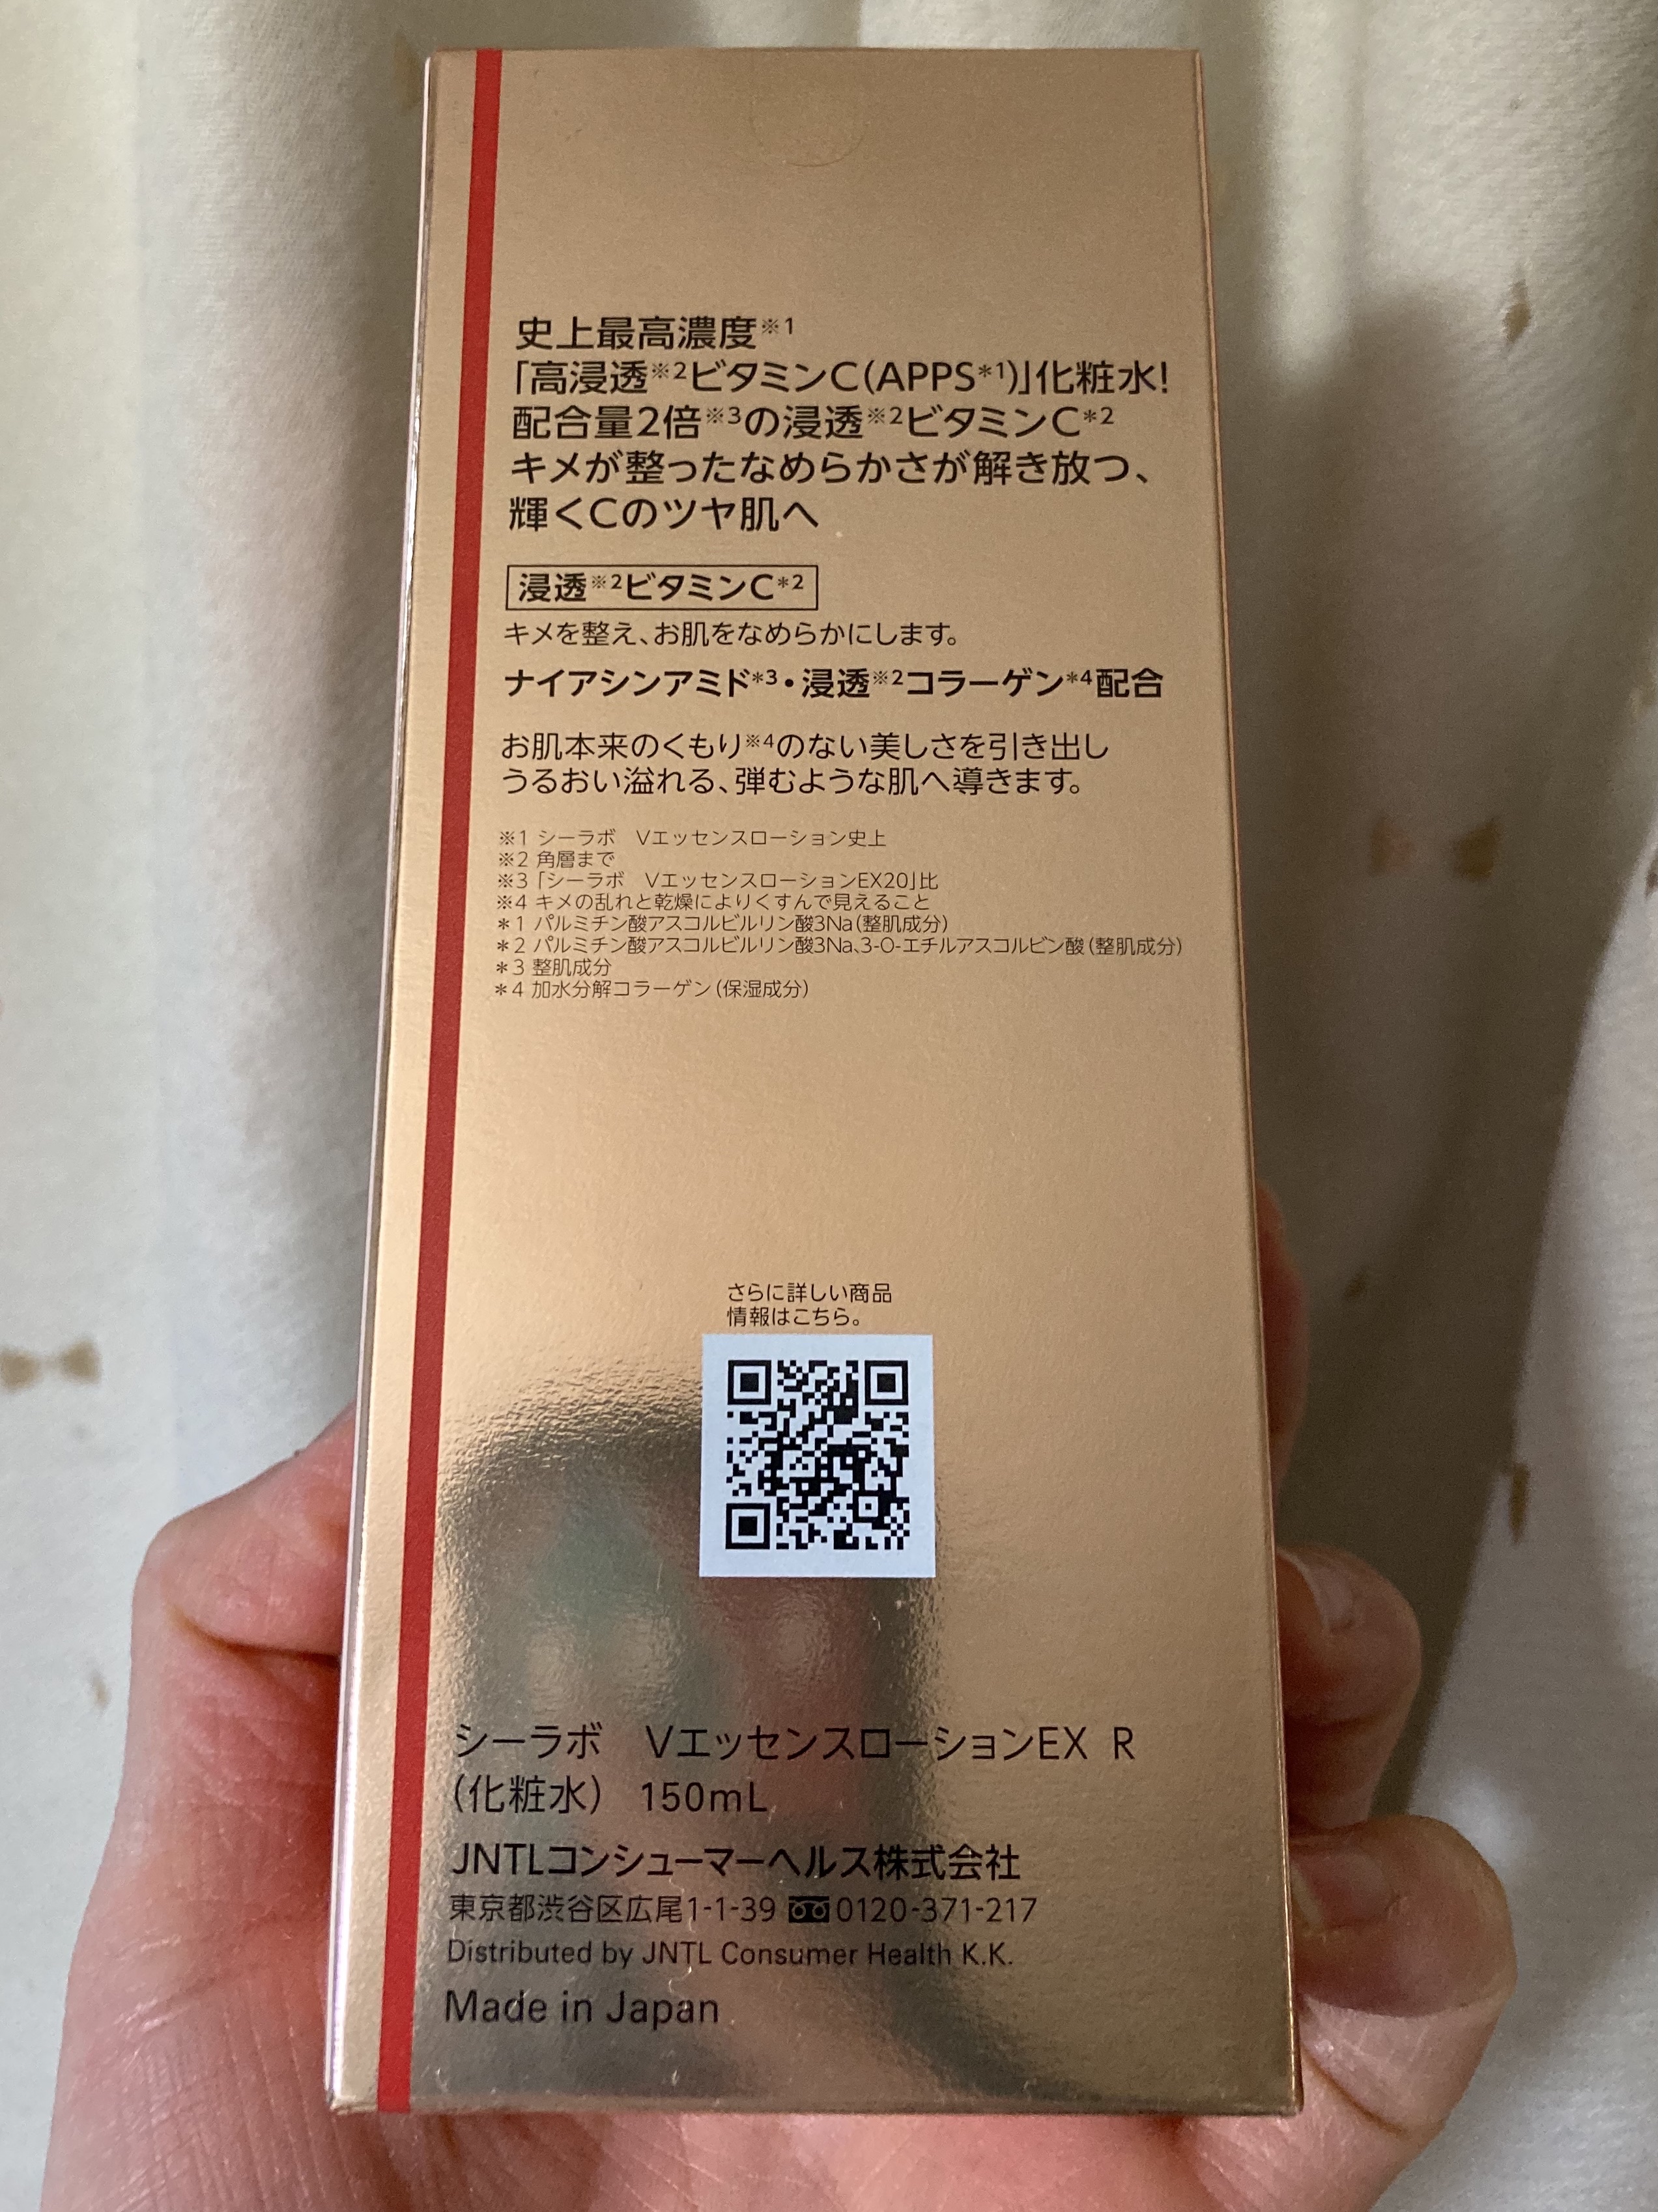 史上最高濃度※1
「高浸透※2ビタミンC(APPS*1)」化粧水!
配合量2倍※3の浸透※2ビタミンC*2
キメが整ったなめらかさが解き放つ、
輝くCのツヤ肌へ
浸透※2ビタミンC*2
キメを整え、お肌をなめらかにします。
ナイアシンアミド*3・浸透※2コラーゲン*4配合
お肌本来のくもり※4のない美しさを引き出し
うるおい溢れる、弾むような肌へ導きます。
※1 シーラボ　Vエッセンスローション史上
※2 角層まで
※3「シーラボ　VエッセンスローションEX20」比
※4 キメの乱れと乾燥によりくすんで見えること
*1 パルミチン酸アスコルビルリン酸3Na(整肌成分)
*2 パルミチン酸アスコルビルリン酸3Na、3-O-エチルアスコルビン酸(整肌成分)
*3 整肌成分
*4 加水分解コラーゲン(保湿成分)
さらに詳しい商品
情報はこちら。
シーラボ　VエッセンスローションEX R
(化粧水)　150mL
JNTLコンシューマーヘルス株式会社
東京都渋谷区広尾1-1-39 0120-371-217
Distributed by JNTL Consumer Health K.K.
Made in Japan